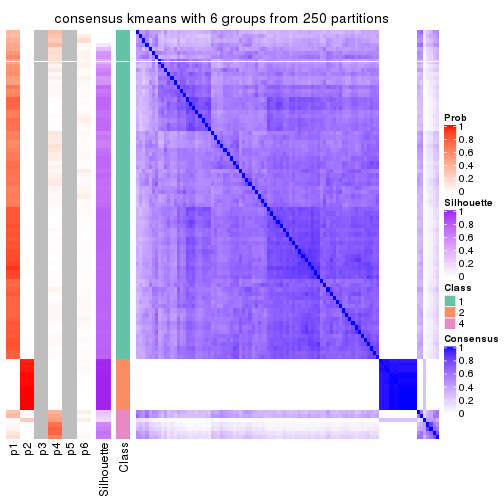 consensus kmeans with 6 groups from 250 partitions
Prob
1
0.8
0.6
0.4
0.2
0
Silhouette
1
0.8
0.6
0.4
0.2
0
Class
1
2
4
Consensus
1
0.8
0.6
0.4
0.2
0
p1
p2
p3
p4
p5
p6
Silhouette
Class